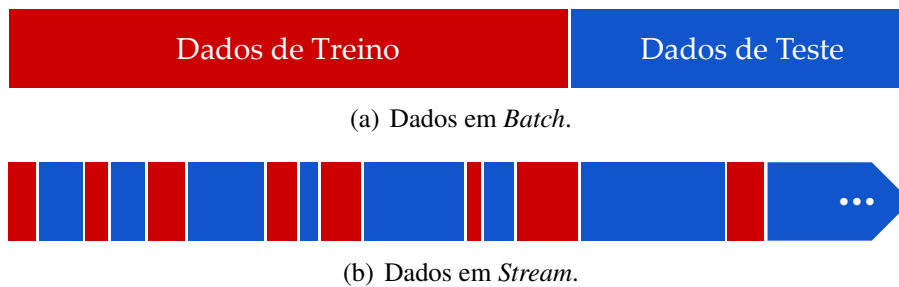 Dados de Treino Dados de Teste
(a) Dados em Batch.
...
(b) Dados em Stream.